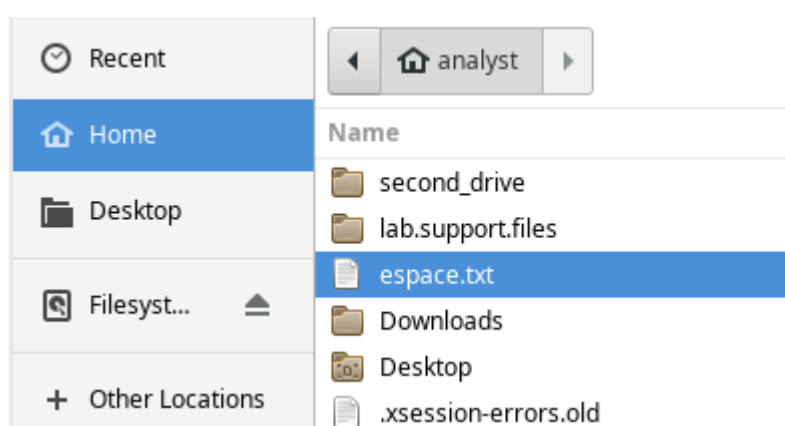 Recent
Home
Desktop
Filesyst...
Other Locations
analyst
Name
second_drive
lab.support.files
espace.txt
Downloads
Desktop
.xsession-errors.old